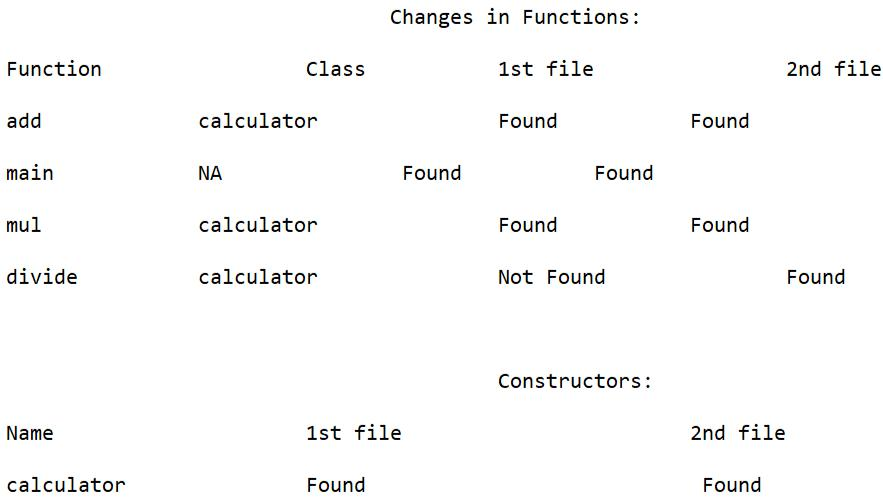 Changes in Functions:
Function Class 1st file 2nd file
add calculator Found Found
main NA Found Found
mul calculator Found Found
divide calculator Not Found Found
Constructors:
Name 1st file 2nd file
calculator Found Found